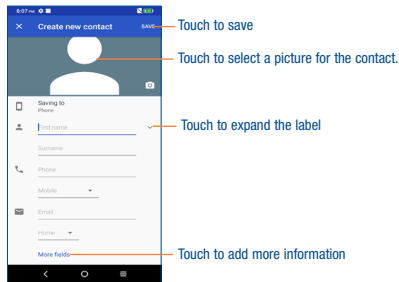 8:07 PM
Create new contact
SAVE
Touch to save
Touch to select a picture for the contact.
Saving to
Phone
First name
Touch to expand the label
Surname
Phone
Mobile
Email
Home
More fields
Touch to add more information